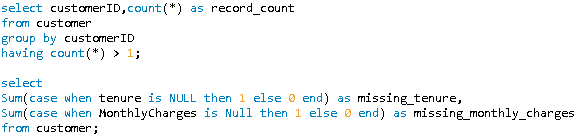 select customerID,count(*) as record_count
from customer
group by customerID
having count(*) > 1;
select
Sum(case when tenure is NULL then 1 else 0 end) as missing_tenure,
Sum(case when MonthlyCharges is Null then 1 else 0 end) as missing_monthly_charges
from customer;